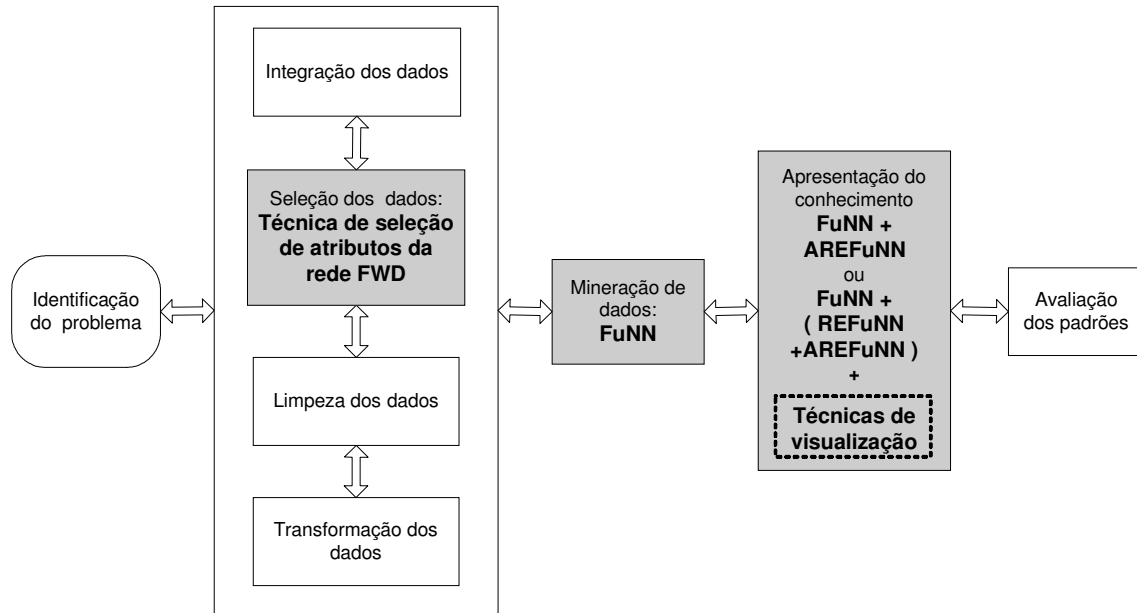 Identificação
do problema
Integração dos dados
Seleção dos dados:
Técnica de seleção
de atributos da
rede FWD
Limpeza dos dados
Transformação dos
dados
Mineração de
dados:
FuNN
Apresentação do
conhecimento
FuNN +
AREFuNN
ou
FuNN +
( REFuNN
+AREFuNN )
+
Técnicas de
visualização
Avaliação
dos padrões